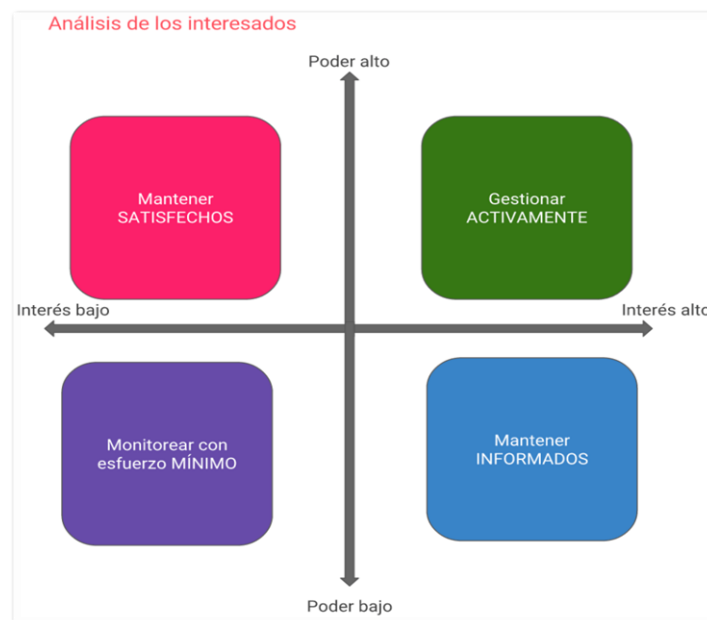 Análisis de los interesados
Poder alto
Mantener
SATISFECHOS
Gestionar
ACTIVAMENTE
Interés bajo
Interés alto
Monitorear con
esfuerzo MÍNIMO
Mantener
INFORMADOS
Poder bajo